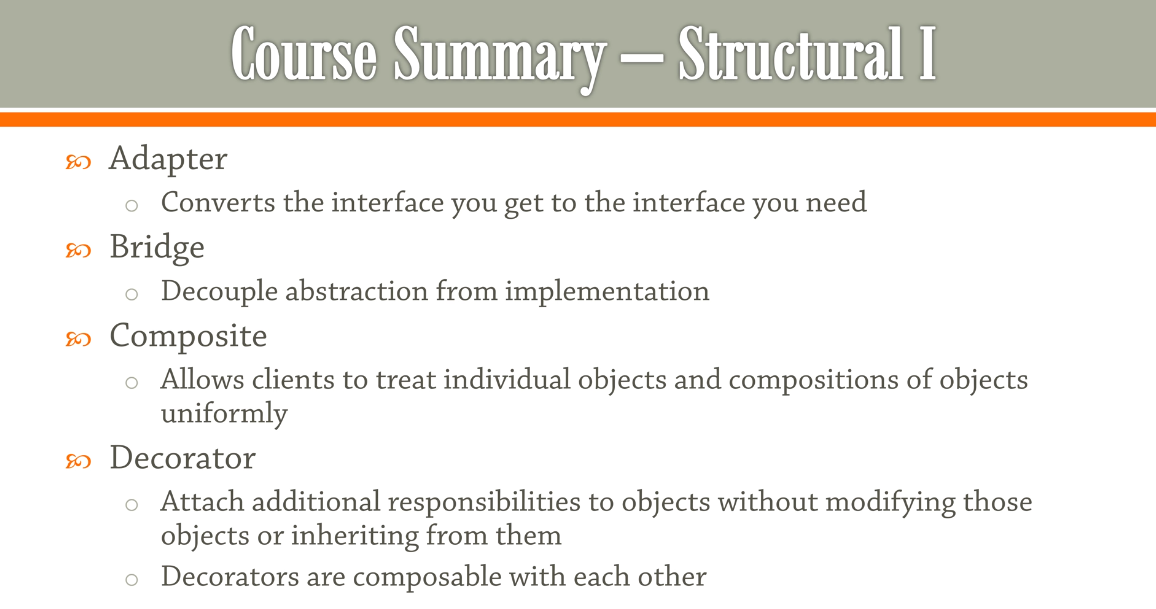 Course Summary – Structural I
Adapter
Converts the interface you get to the interface you need
Bridge
Decouple abstraction from implementation
Composite
Allows clients to treat individual objects and compositions of objects
uniformly
Decorator
Attach additional responsibilities to objects without modifying those
objects or inheriting from them
Decorators are composable with each other